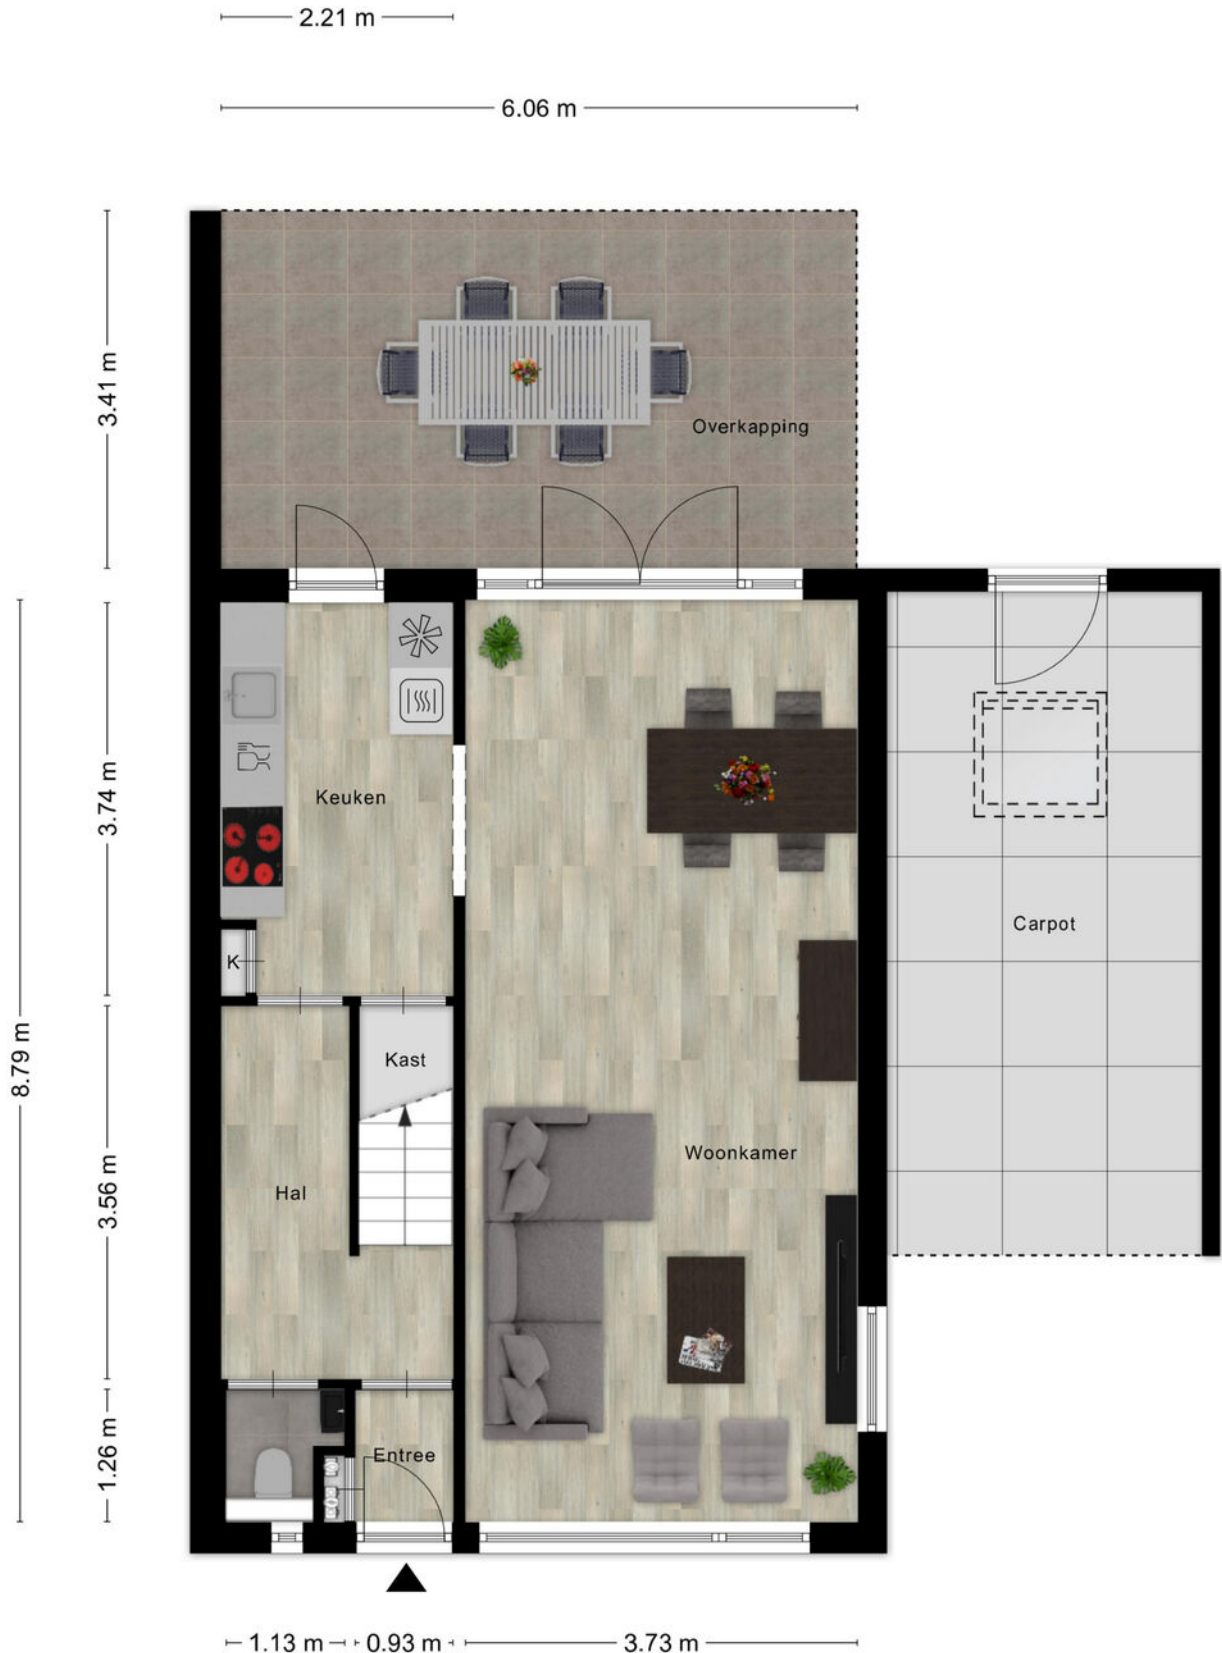 2.21 m
6.06 m
3.41 m
Overkapping
3.74 m
Keuken
Carpot
K
8.79 m
Kast
3.56 m
Woonkamer
Hal
1.26 m
Entree
1.13 m
0.93 m
3.73 m